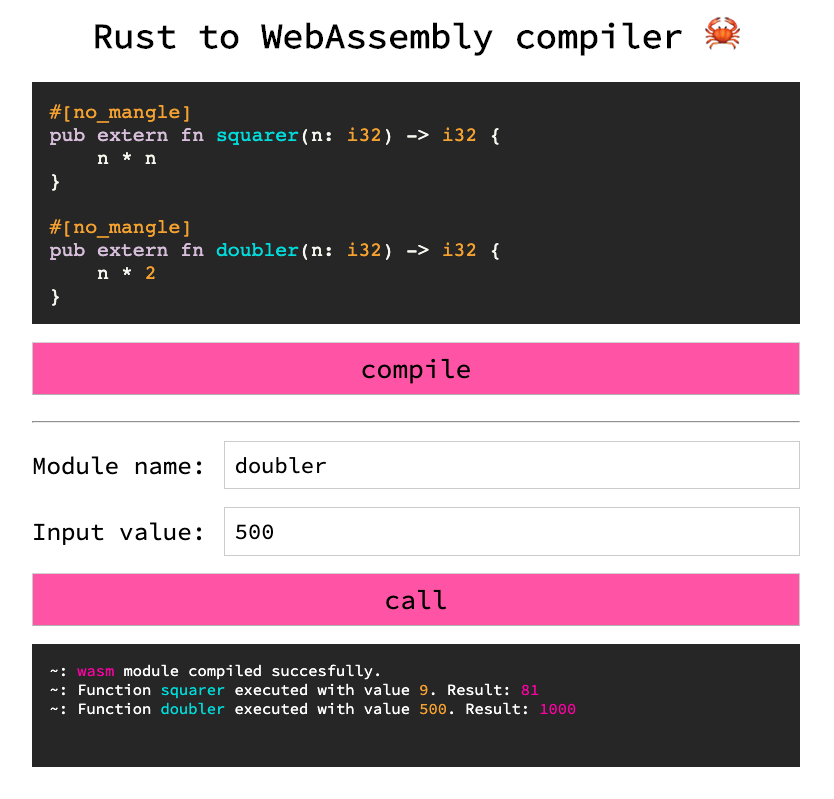 Rust to WebAssembly compiler 🦀
#[no_mangle]
pub extern fn squarer(n: i32) -> i32 {
    n * n
}
#[no_mangle]
pub extern fn doubler(n: i32) -> i32 {
    n * 2
}
compile
Module name: doubler
Input value: 500
call
~: wasm module compiled succesfully.
~: Function squarer executed with value 9. Result: 81
~: Function doubler executed with value 500. Result: 1000